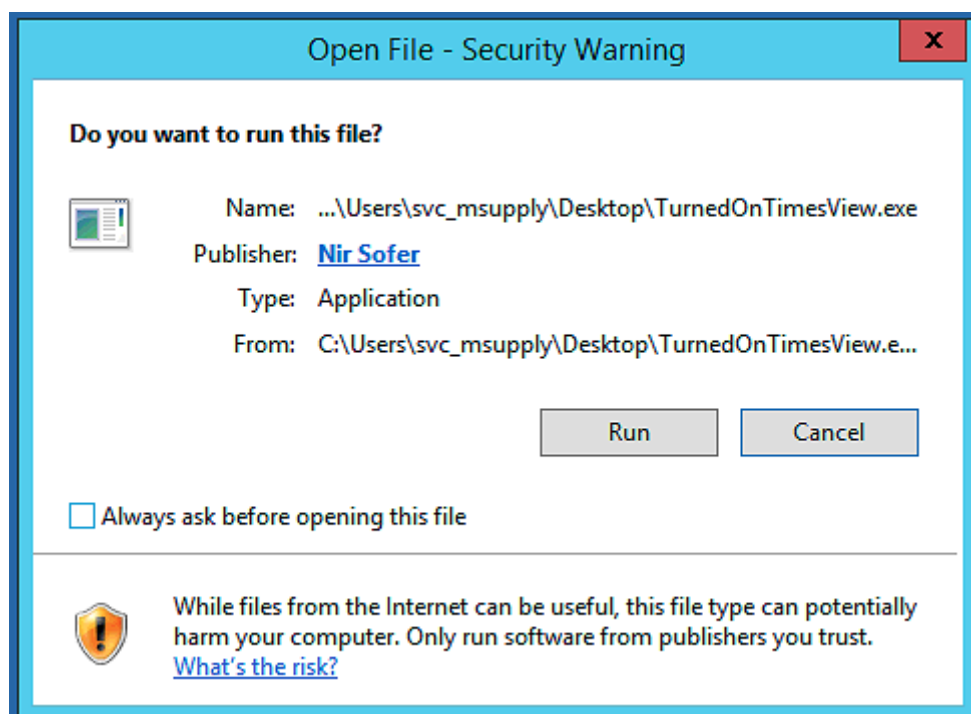 Open File - Security Warning
x
Do you want to run this file?
Name: ...\Users\svc_msupply\Desktop\TurnedOnTimesView.exe
Publisher: Nir Sofer
Type: Application
From: C:\Users\svc_msupply\Desktop\TurnedOnTimesView.e...
Run Cancel
Always ask before opening this file
While files from the Internet can be useful, this file type can potentially
harm your computer. Only run software from publishers you trust.
What's the risk?